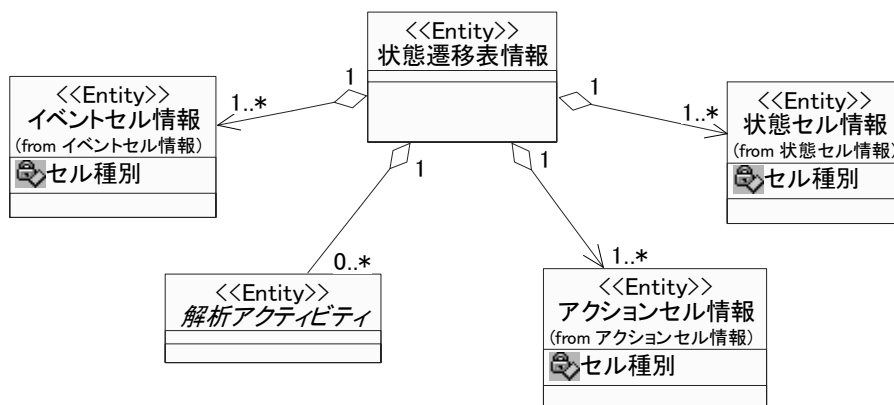 <<Entity>>
状態遷移表情報
1
1
1
1
<<Entity>>
イベントセル情報
(from イベントセル情報)
セル種別
1..*
1..*
<<Entity>>
状態セル情報
(from 状態セル情報)
セル種別
0..*
<<Entity>>
解析アクティビティ
1..*
<<Entity>>
アクションセル情報
(from アクションセル情報)
セル種別